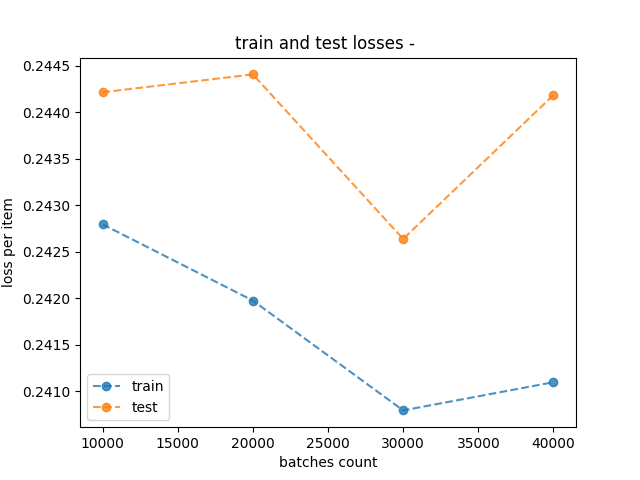 train and test losses -
loss per item
0.2445
0.2440
0.2435
0.2430
0.2425
0.2420
0.2415
0.2410
train
test
10000 15000 20000 25000 30000 35000 40000
batches count